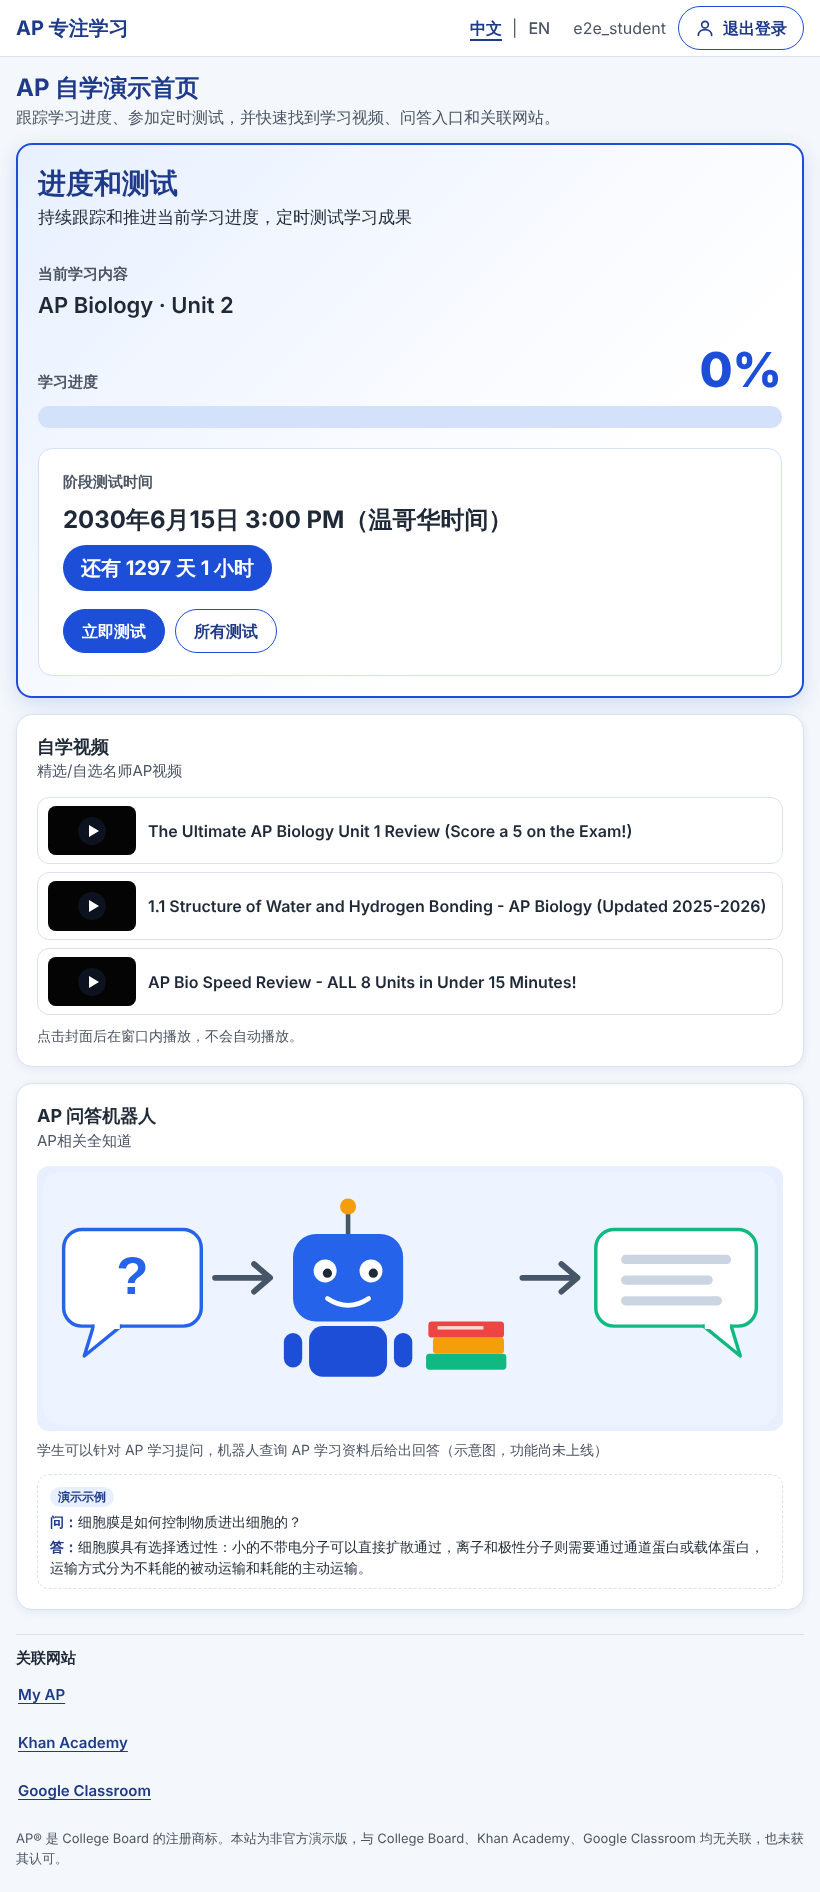 AP 专注学习
中文 | EN e2e_student 退出登录
AP 自学演示首页
跟踪学习进度、参加定时测试，并快速找到学习视频、问答入口和关联网站。
进度和测试
持续跟踪和推进当前学习进度，定时测试学习成果
当前学习内容
AP Biology · Unit 2
学习进度 0%
阶段测试时间
2030年6月15日 3:00 PM（温哥华时间）
还有 1297 天 1 小时
立即测试 所有测试
自学视频
精选/自选名师AP视频
The Ultimate AP Biology Unit 1 Review (Score a 5 on the Exam!)
1.1 Structure of Water and Hydrogen Bonding - AP Biology (Updated 2025-2026)
AP Bio Speed Review - ALL 8 Units in Under 15 Minutes!
点击封面后在窗口内播放，不会自动播放。
AP 问答机器人
AP相关全知道
?
学生可以针对 AP 学习提问，机器人查询 AP 学习资料后给出回答（示意图，功能尚未上线）
演示示例
问：细胞膜是如何控制物质进出细胞的？
答：细胞膜具有选择透过性：小的不带电分子可以直接扩散通过，离子和极性分子则需要通过通道蛋白或载体蛋白，
运输方式分为不耗能的被动运输和耗能的主动运输。
关联网站
My AP
Khan Academy
Google Classroom
AP® 是 College Board 的注册商标。本站为非官方演示版，与 College Board、Khan Academy、Google Classroom 均无关联，也未获
其认可。